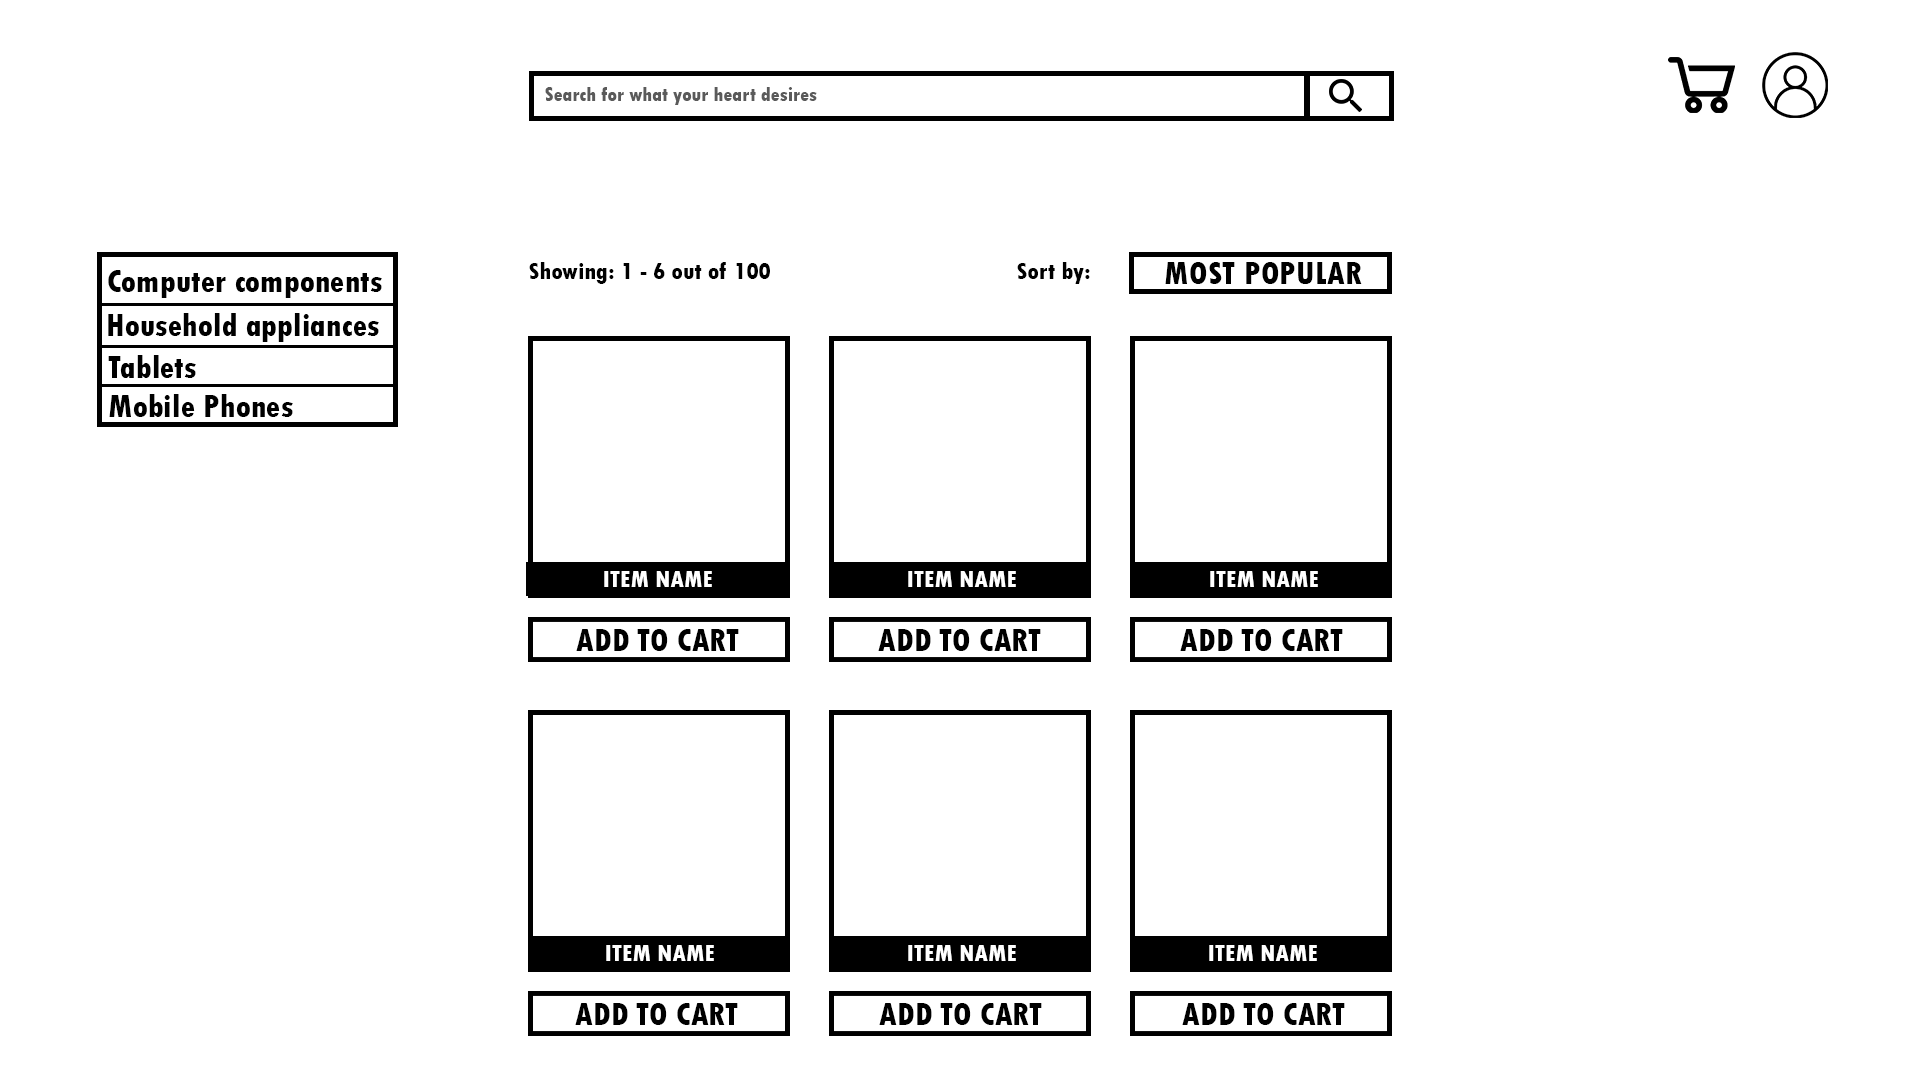 Search for what your heart desires
Computer components
Household appliances
Tablets
Mobile Phones
Showing: 1 - 6 out of 100
Sort by:
MOST POPULAR
ITEM NAME
ITEM NAME
ITEM NAME
ADD TO CART
ADD TO CART
ADD TO CART
ITEM NAME
ITEM NAME
ITEM NAME
ADD TO CART
ADD TO CART
ADD TO CART